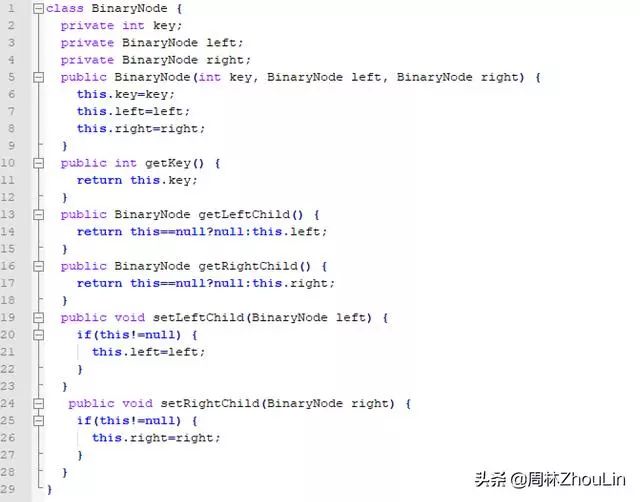 1 class BinaryNode {
2 private int key;
3 private BinaryNode left;
4 private BinaryNode right;
5 public BinaryNode(int key, BinaryNode left, BinaryNode right) {
6 this.key=key;
7 this.left=left;
8 this.right=right;
9 }
10 public int getKey() {
11 return this.key;
12 }
13 public BinaryNode getLeftChild() {
14 return this==null?null:this.left;
15 }
16 public BinaryNode getRightChild() {
17 return this==null?null:this.right;
18 }
19 public void setLeftChild(BinaryNode left) {
20 if(this!=null) {
21 this.left=left;
22 }
23 }
24 public void setRightChild(BinaryNode right) {
25 if(this!=null) {
26 this.right=right;
27 }
28 }
29 }
头条 @周林ZhouLin